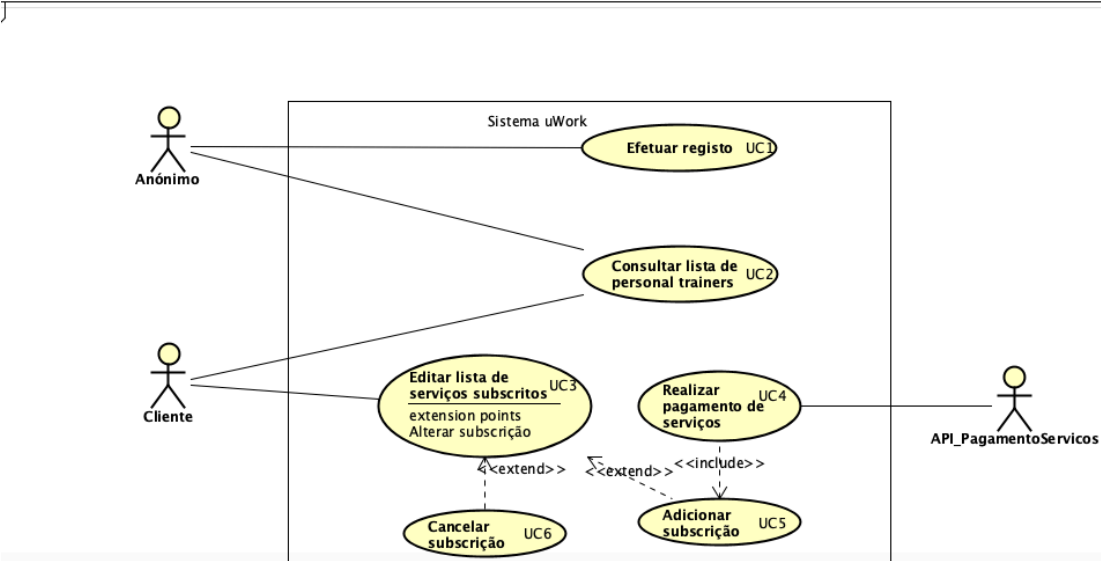 Sistema uWork
Efetuar registo UC1
Anónimo
Consultar lista de
personal trainers UC2
Editar lista de
serviços subscritos UC3
extension points
Alterar subscrição
Realizar
pagamento de
serviços UC4
Cliente
API_PagamentoServicos
<<extend>>
<<extend>>
<<include>>
Cancelar
subscrição UC6
Adicionar
subscrição UC5